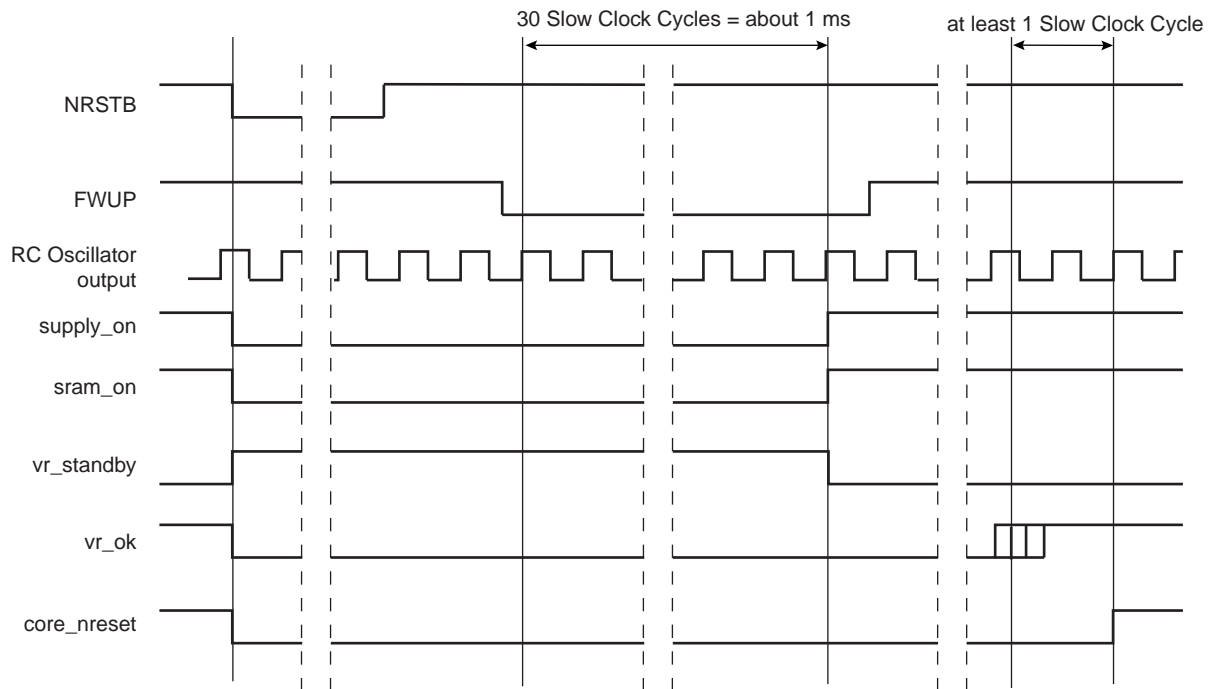 30 Slow Clock Cycles = about 1 ms
at least 1 Slow Clock Cycle
NRSTB
FWUP
RC Oscillator
output
supply_on
sram_on
vr_standby
vr_ok
core_nreset